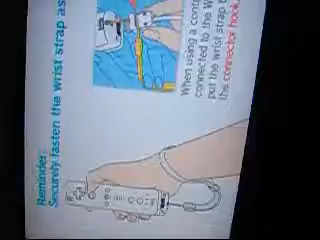 Reminder:
Securely fasten the wrist strap as
When using a cont
connected to the W
put the wrist strap t
the connector hook.